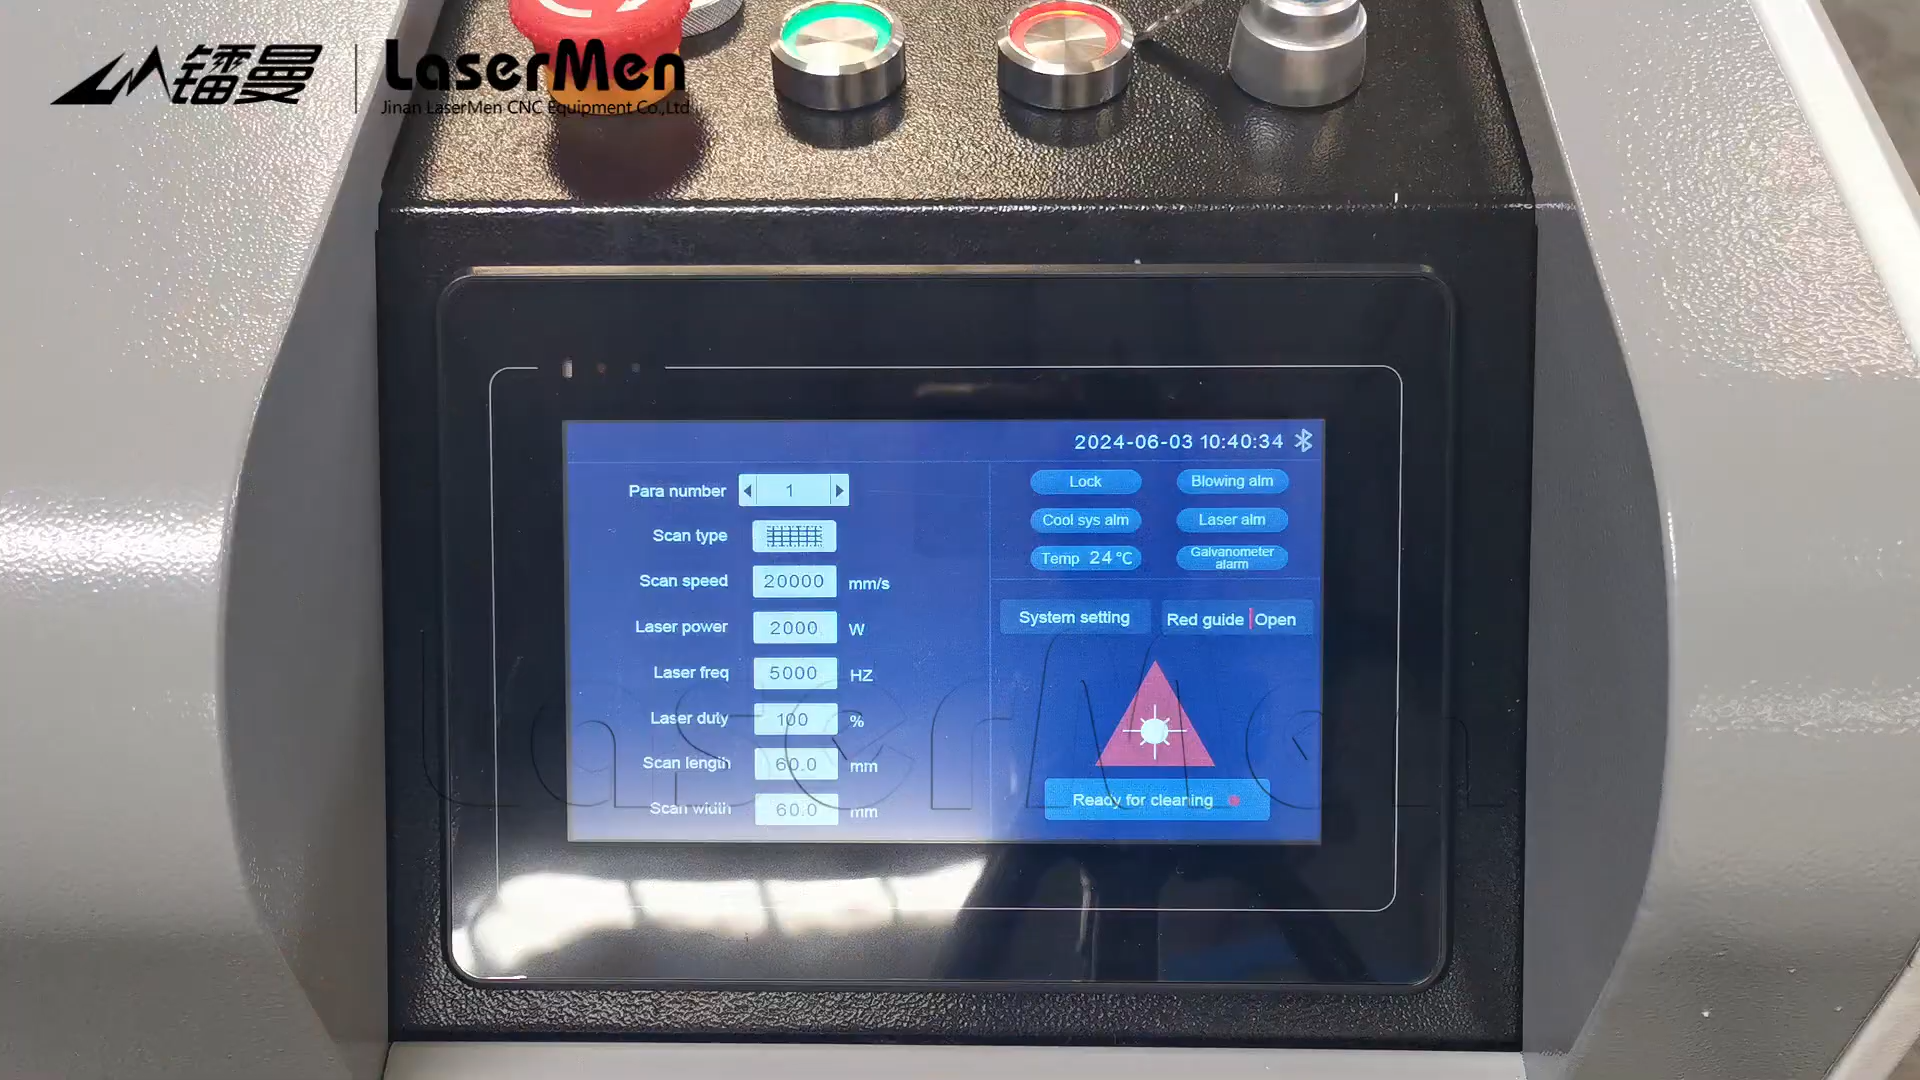 镭曼
LaserMen
Jinan LaserMen CNC Equipment Co.,Ltd
2024-06-03 10:40:34
Para number 1
Scan type
Scan speed 20000 mm/s
Laser power 2000 W
Laser freq 5000 HZ
Laser duty 100 %
Scan length 60.0 mm
Scan width 60.0 mm
Lock
Blowing alm
Cool sys alm
Laser alm
Temp 24℃
Galvanometer
alarm
System setting
Red guide Open
Ready for cleaning
LaserMen